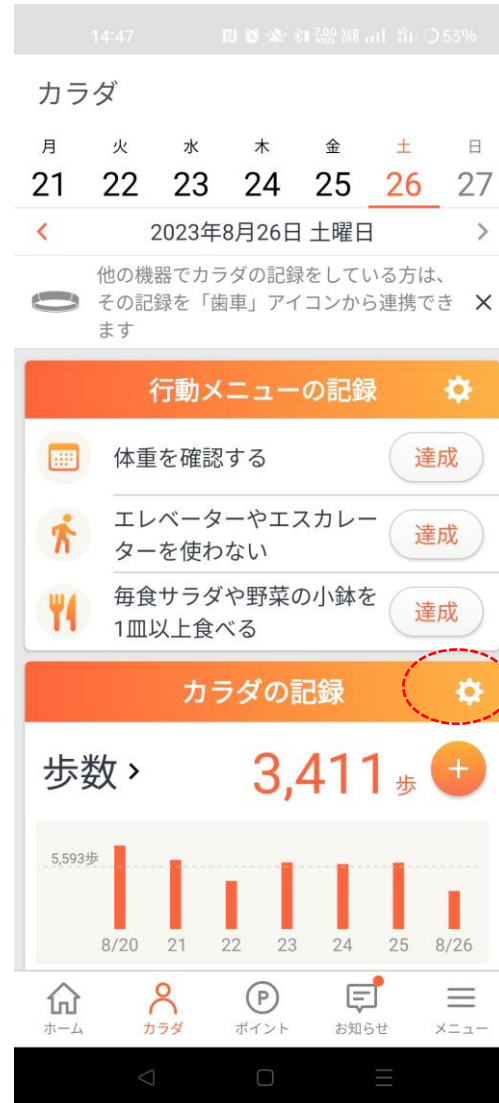 14:47
7.00 KB/S
53%
カラダ
月 火 水 木 金 土 日
21 22 23 24 25 26 27
2023年8月26日 土曜日
他の機器でカラダの記録をしている方は、
その記録を「歯車」アイコンから連携でき
ます
行動メニューの記録
体重を確認する
達成
エレベーターやエスカレー
ターを使わない
達成
毎食サラダや野菜の小鉢を
1皿以上食べる
達成
カラダの記録
歩数
3,411 歩
5,593歩
8/20 21 22 23 24 25 8/26
ホーム カラダ ポイント お知らせ メニュー